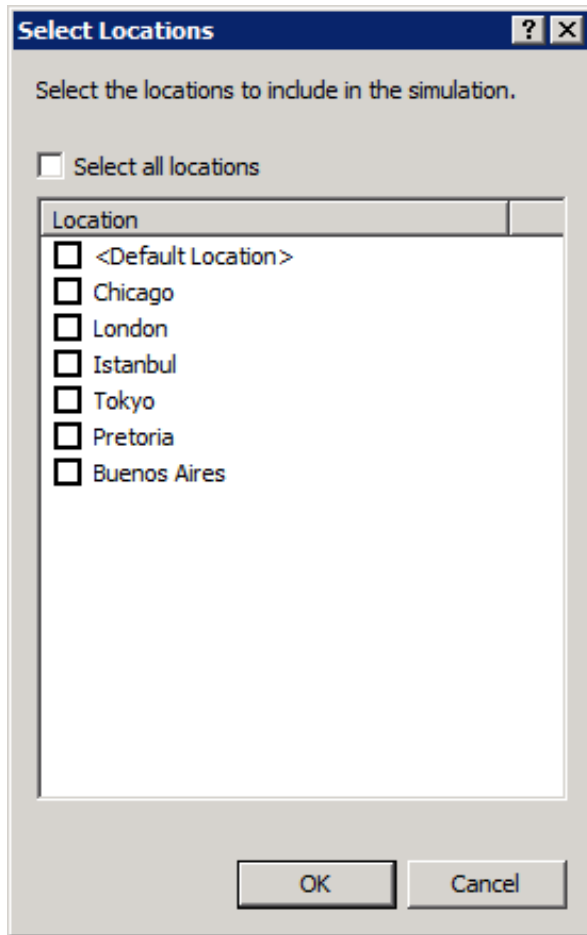 Select Locations
Select the locations to include in the simulation.
Select all locations
Location
<Default Location>
Chicago
London
Istanbul
Tokyo
Pretoria
Buenos Aires
OK Cancel